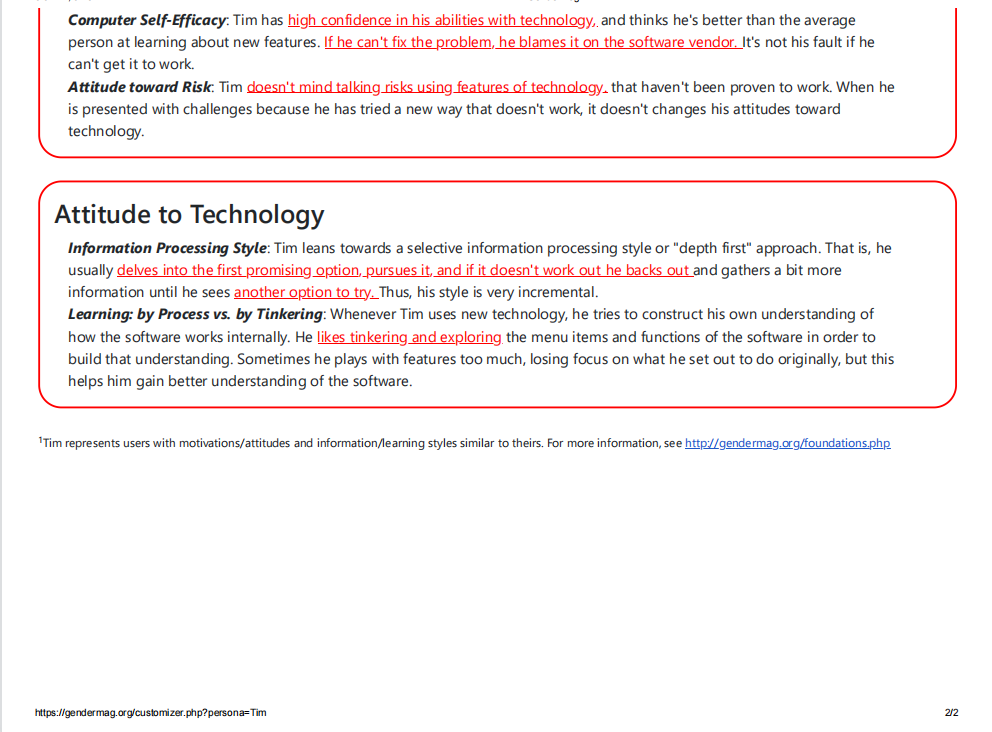 Computer Self-Efficacy: Tim has high confidence in his abilities with technology, and thinks he's better than the average
person at learning about new features. If he can't fix the problem, he blames it on the software vendor. It's not his fault if he
can't get it to work.
Attitude toward Risk: Tim doesn't mind talking risks using features of technology, that haven't been proven to work. When he
is presented with challenges because he has tried a new way that doesn't work, it doesn't changes his attitudes toward
technology.
Attitude to Technology
Information Processing Style: Tim leans towards a selective information processing style or "depth first" approach. That is, he
usually delves into the first promising option, pursues it, and if it doesn't work out he backs out and gathers a bit more
information until he sees another option to try. Thus, his style is very incremental.
Learning: by Process vs. by Tinkering: Whenever Tim uses new technology, he tries to construct his own understanding of
how the software works internally. He likes tinkering and exploring the menu items and functions of the software in order to
build that understanding. Sometimes he plays with features too much, losing focus on what he set out to do originally, but this
helps him gain better understanding of the software.
1Tim represents users with motivations/attitudes and information/learning styles similar to theirs. For more information, see http://gendermag.org/foundations.php
https://gendermag.org/customizer.php?persona=Tim
2/2